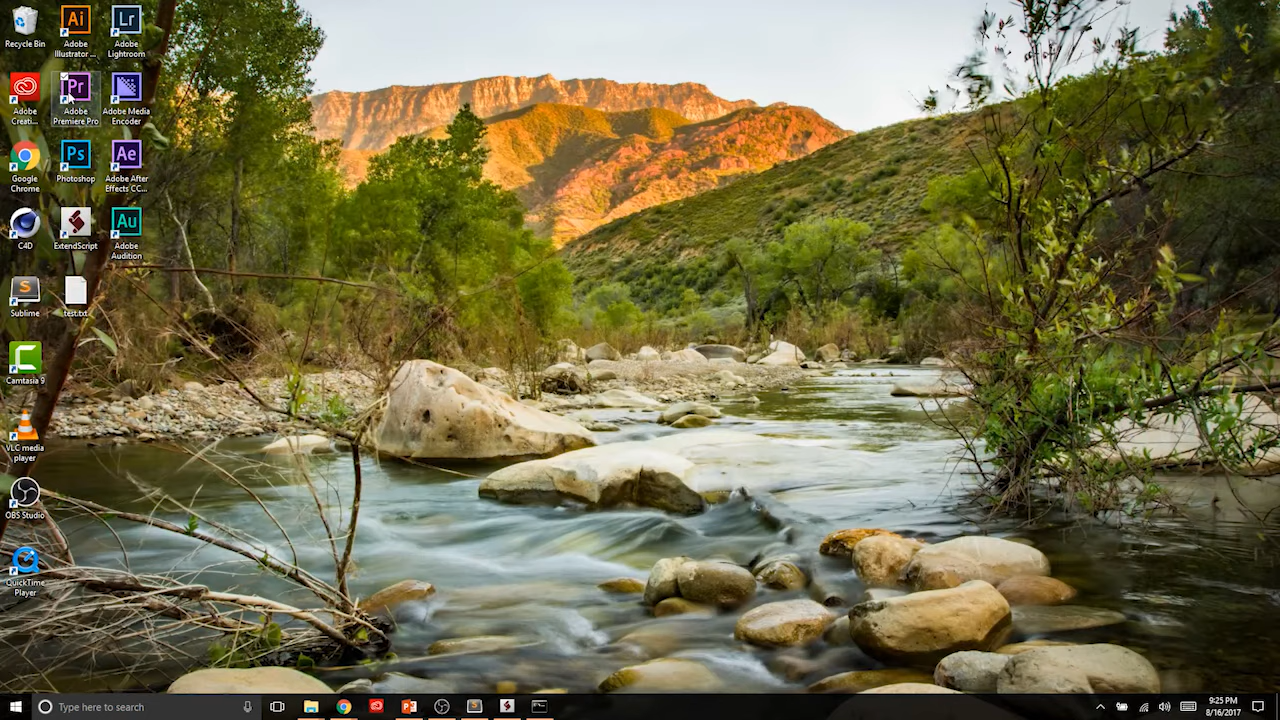 Recycle Bin
Ai
Adobe
Illustrator ...
Lr
Adobe
Lightroom
Adobe
Creati...
Pr
Adobe
Premiere Pro
Adobe Media
Encoder
Google
Chrome
Ps
Photoshop
Ae
Adobe After
Effects CC...
C4D
ExtendScript
Au
Adobe
Audition
S
Sublime
test.txt
C
Camtasia 9
VLC media
player
OBS Studio
QuickTime
Player
Type here to search
9:25 PM
8/16/2017